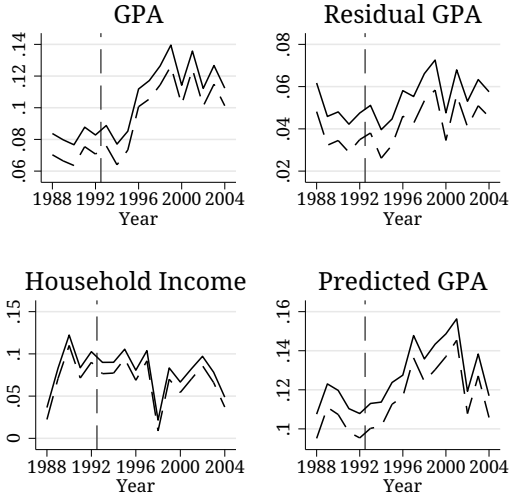 GPA
.14
.12
.1
.08
.06
1988 1992 1996 2000 2004
Year
Residual GPA
.08
.06
.04
.02
1988 1992 1996 2000 2004
Year
Household Income
.15
.1
.05
0
1988 1992 1996 2000 2004
Year
Predicted GPA
.16
.14
.12
.1
1988 1992 1996 2000 2004
Year